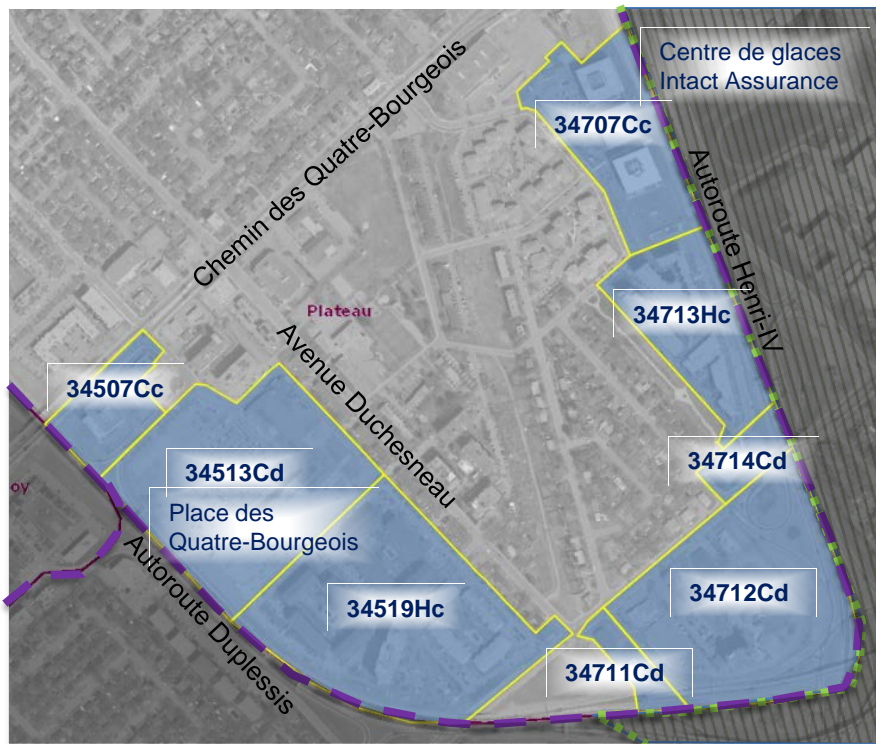 Centre de glaces
Intact Assurance
Chemin des Quatre-Bourgeois
34707Cc
Autoroute Henri-IV
Plateau
34713Hc
Avenue Duchesneau
34507Cc
34513Cd
34714Cd
oy
Place des
Quatre-Bourgeois
Autoroute Duplessis
34519Hc
34712Cd
34711Cd